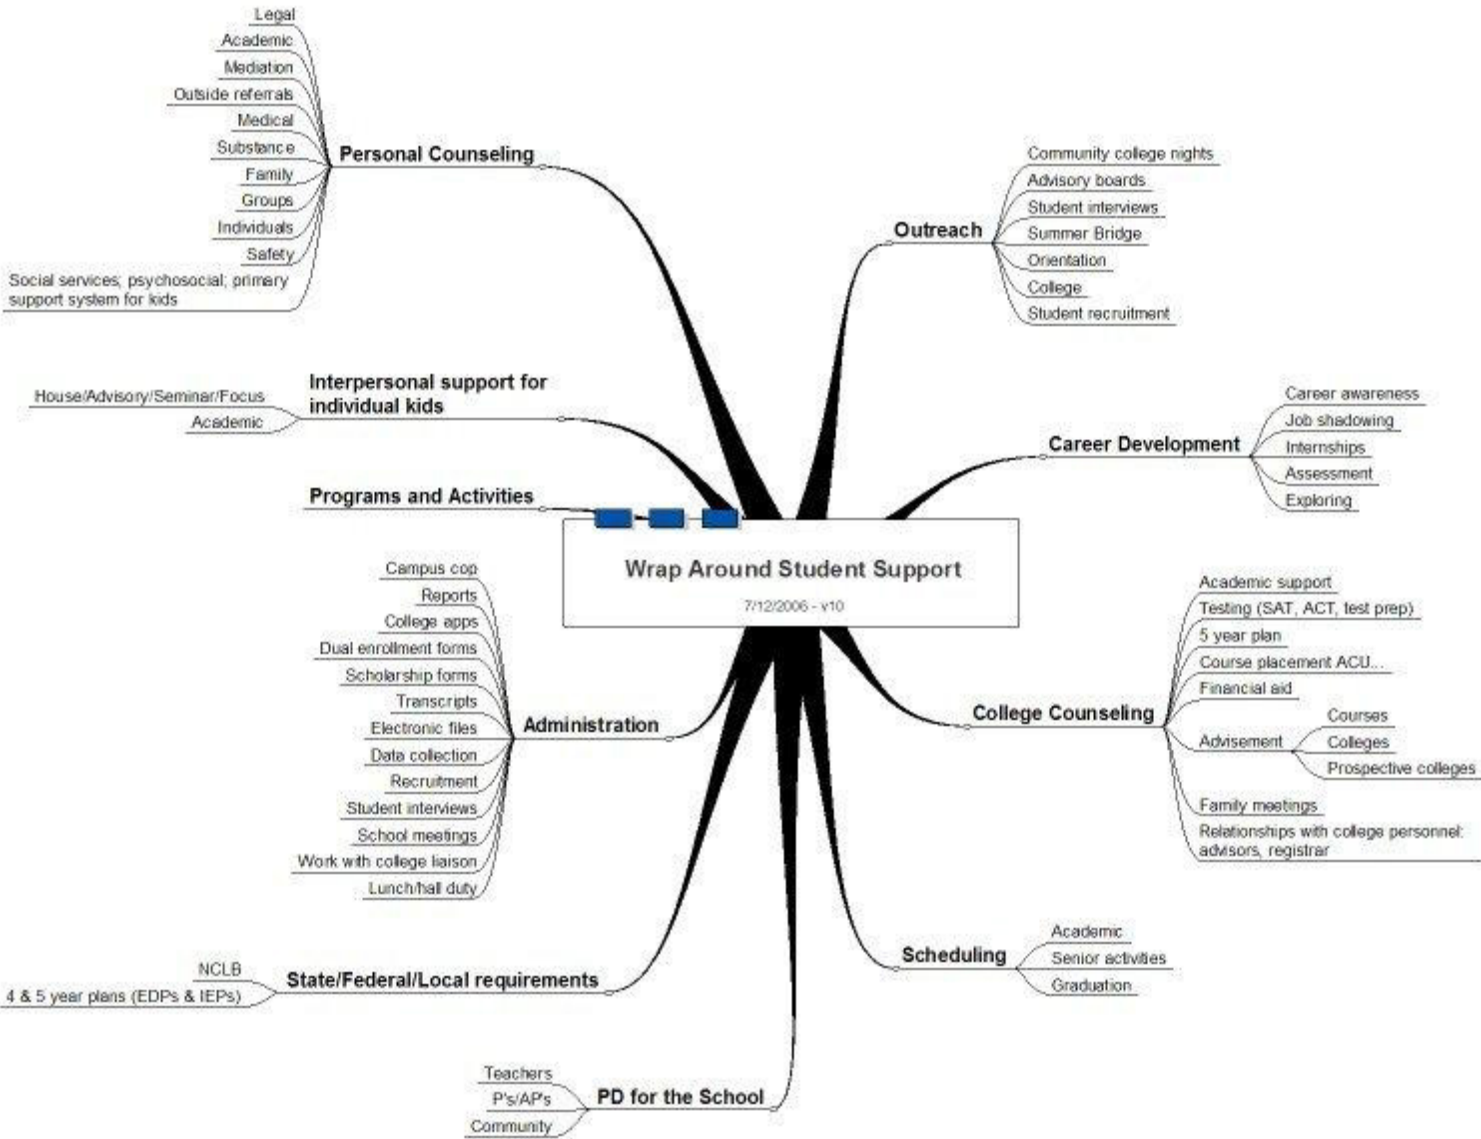 Legal
Academic
Mediation
Outside referrals
Medical
Substance
Family
Groups
Individuals
Safety
Social services; psychosocial; primary
support system for kids
Personal Counseling
Outreach
Community college nights
Advisory boards
Student interviews
Summer Bridge
Orientation
College
Student recruitment
House/Advisory/Seminar/Focus
Academic
Interpersonal support for
individual kids
Career Development
Career awareness
Job shadowing
Internships
Assessment
Exploring
Programs and Activities
Wrap Around Student Support
7/12/2006 - v10
Campus cop
Reports
College apps
Dual enrollment forms
Scholarship forms
Transcripts
Electronic files
Data collection
Recruitment
Student interviews
School meetings
Work with college liaison
Lunch/hall duty
Administration
College Counseling
Academic support
Testing (SAT, ACT, test prep)
5 year plan
Course placement ACU...
Financial aid
Advisement
Courses
Colleges
Prospective colleges
Family meetings
Relationships with college personnel:
advisors, registrar
NCLB
4 & 5 year plans (EDPs & IEPs)
State/Federal/Local requirements
Scheduling
Academic
Senior activities
Graduation
Teachers
P's/AP's
Community
PD for the School